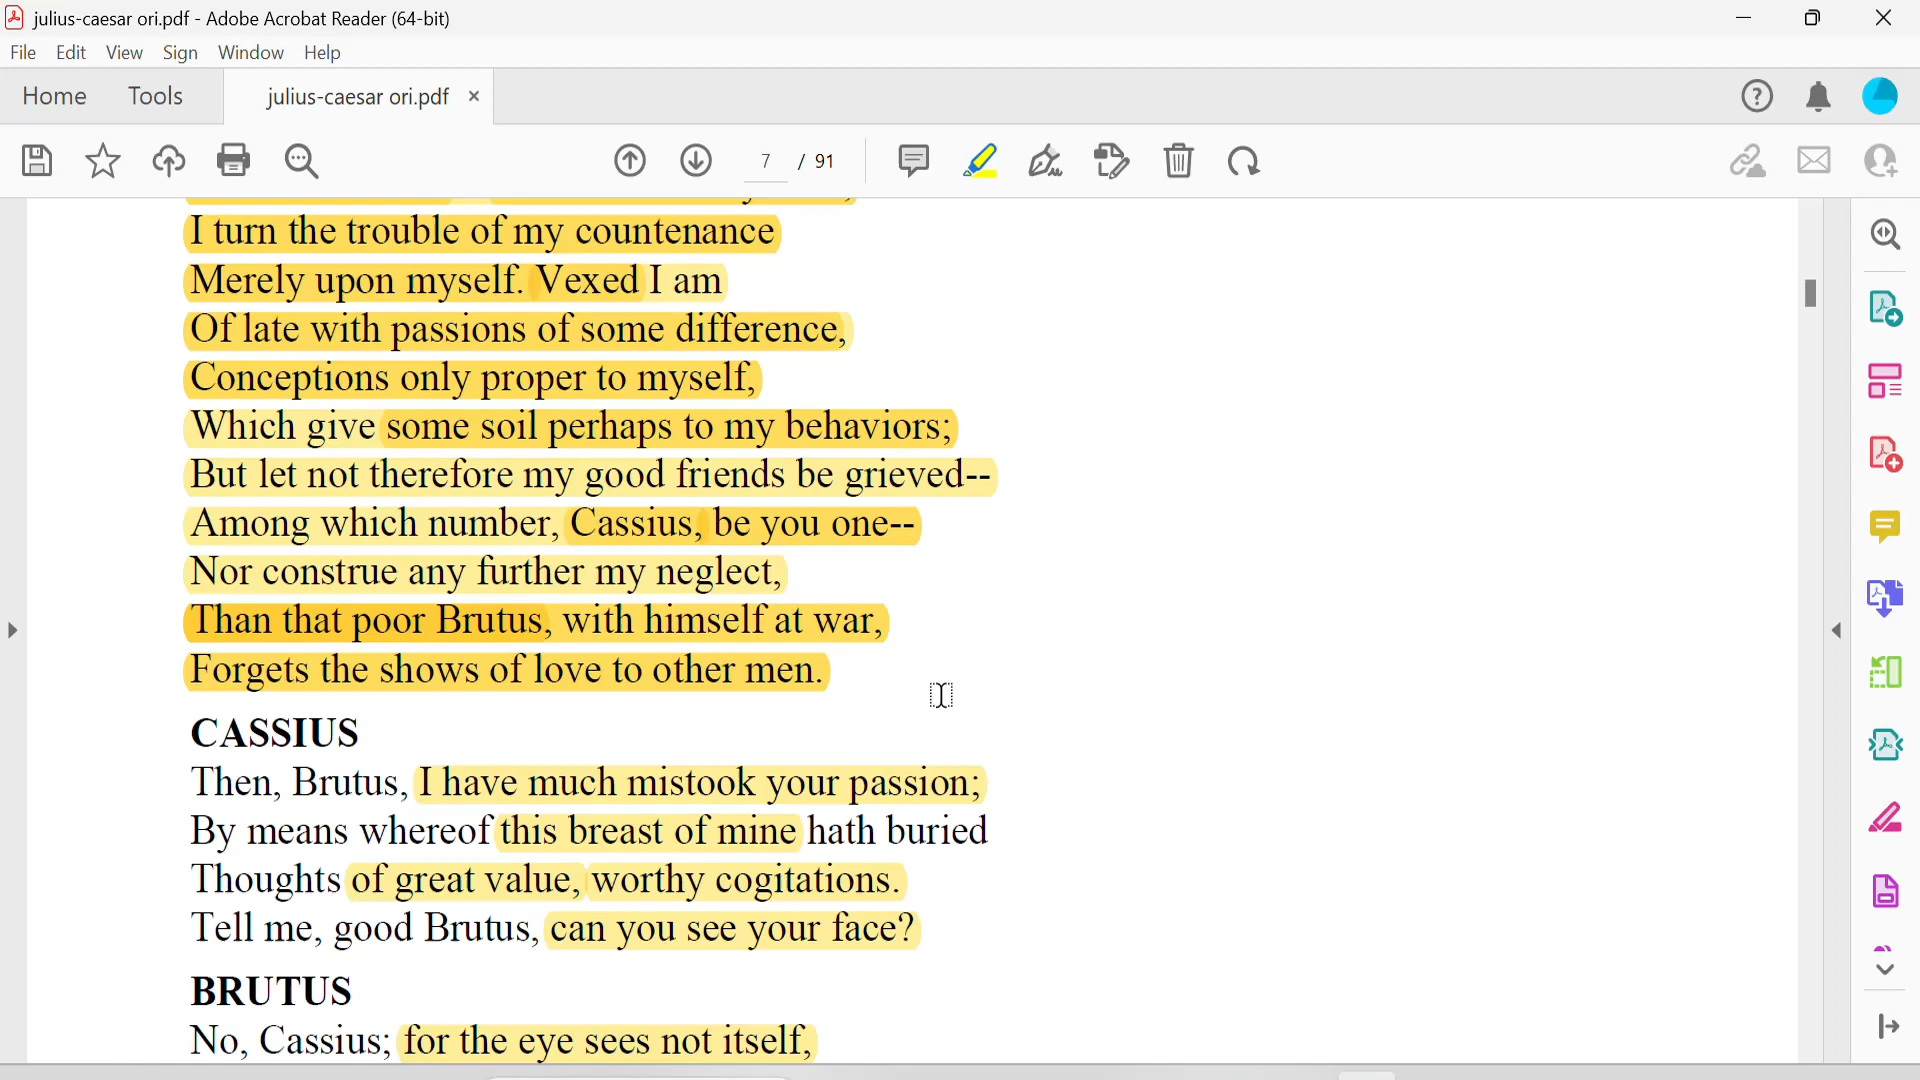 julius-caesar ori.pdf - Adobe Acrobat Reader (64-bit)
File Edit View Sign Window Help
Home Tools julius-caesar ori.pdf ×
7 / 91
I turn the trouble of my countenance
Merely upon myself. Vexed I am
Of late with passions of some difference,
Conceptions only proper to myself,
Which give some soil perhaps to my behaviors;
But let not therefore my good friends be grieved--
Among which number, Cassius, be you one--
Nor construe any further my neglect,
Than that poor Brutus, with himself at war,
Forgets the shows of love to other men.
CASSIUS
Then, Brutus, I have much mistook your passion;
By means whereof this breast of mine hath buried
Thoughts of great value, worthy cogitations.
Tell me, good Brutus, can you see your face?
BRUTUS
No, Cassius; for the eye sees not itself,